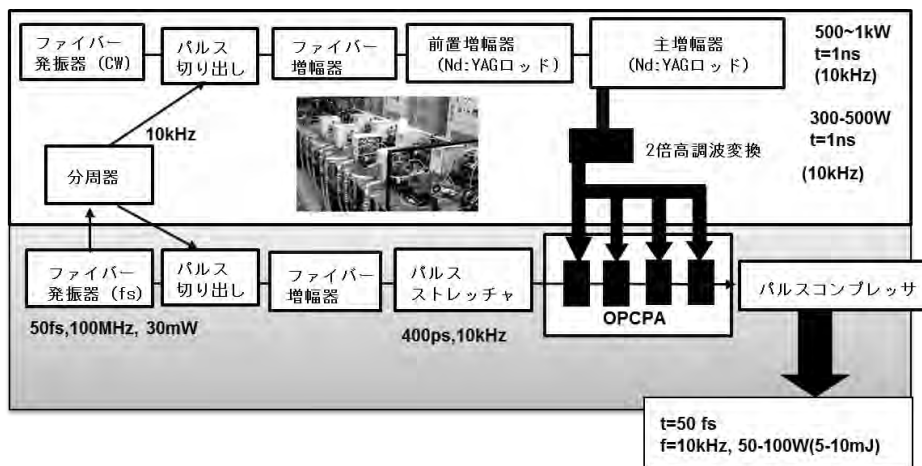 ファイバー
発振器(CW)
パルス
切り出し
ファイバー
増幅器
前置増幅器
(Nd:YAGロッド)
主増幅器
(Nd:YAGロッド)
500~1kW
t=1ns
(10kHz)
10kHz
2倍高調波変換
300-500W
t=1ns
(10kHz)
分周器
ファイバー
発振器(fs)
パルス
切り出し
ファイバー
増幅器
パルス
ストレッチャ
OPCPA
パルスコンプレッサ
50fs,100MHz, 30mW
400ps,10kHz
t=50 fs
f=10kHz, 50-100W(5-10mJ)